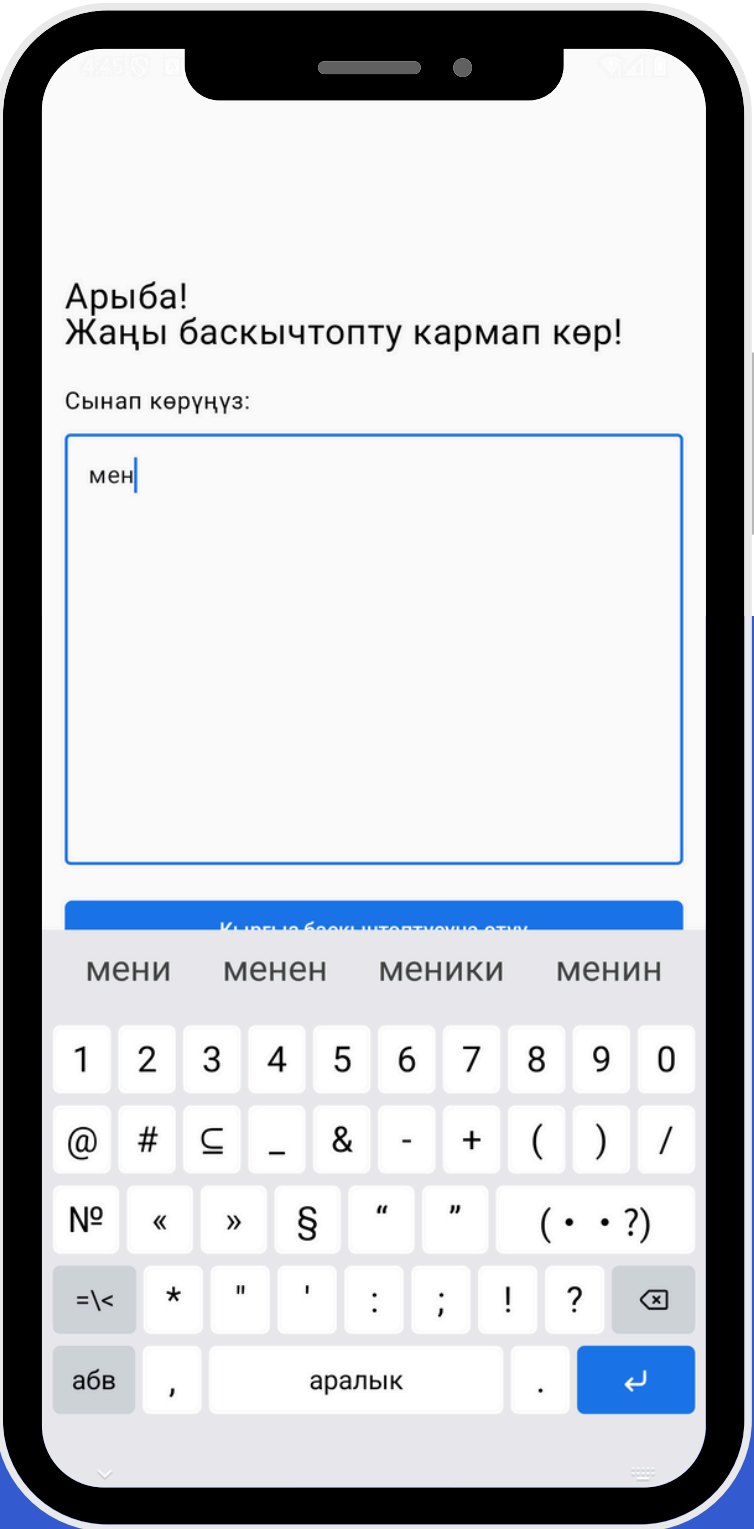 Арыба!
Жаңы баскычтопту кармап көр!
Сынап көрүңүз:
мен
мени менен меники менин
1 2 3 4 5 6 7 8 9 0
@ # ⊆ _ & - + ( ) /
№ « » § “ ” (・・?)
=\< * " ' : ; ! ?
абв , аралык .